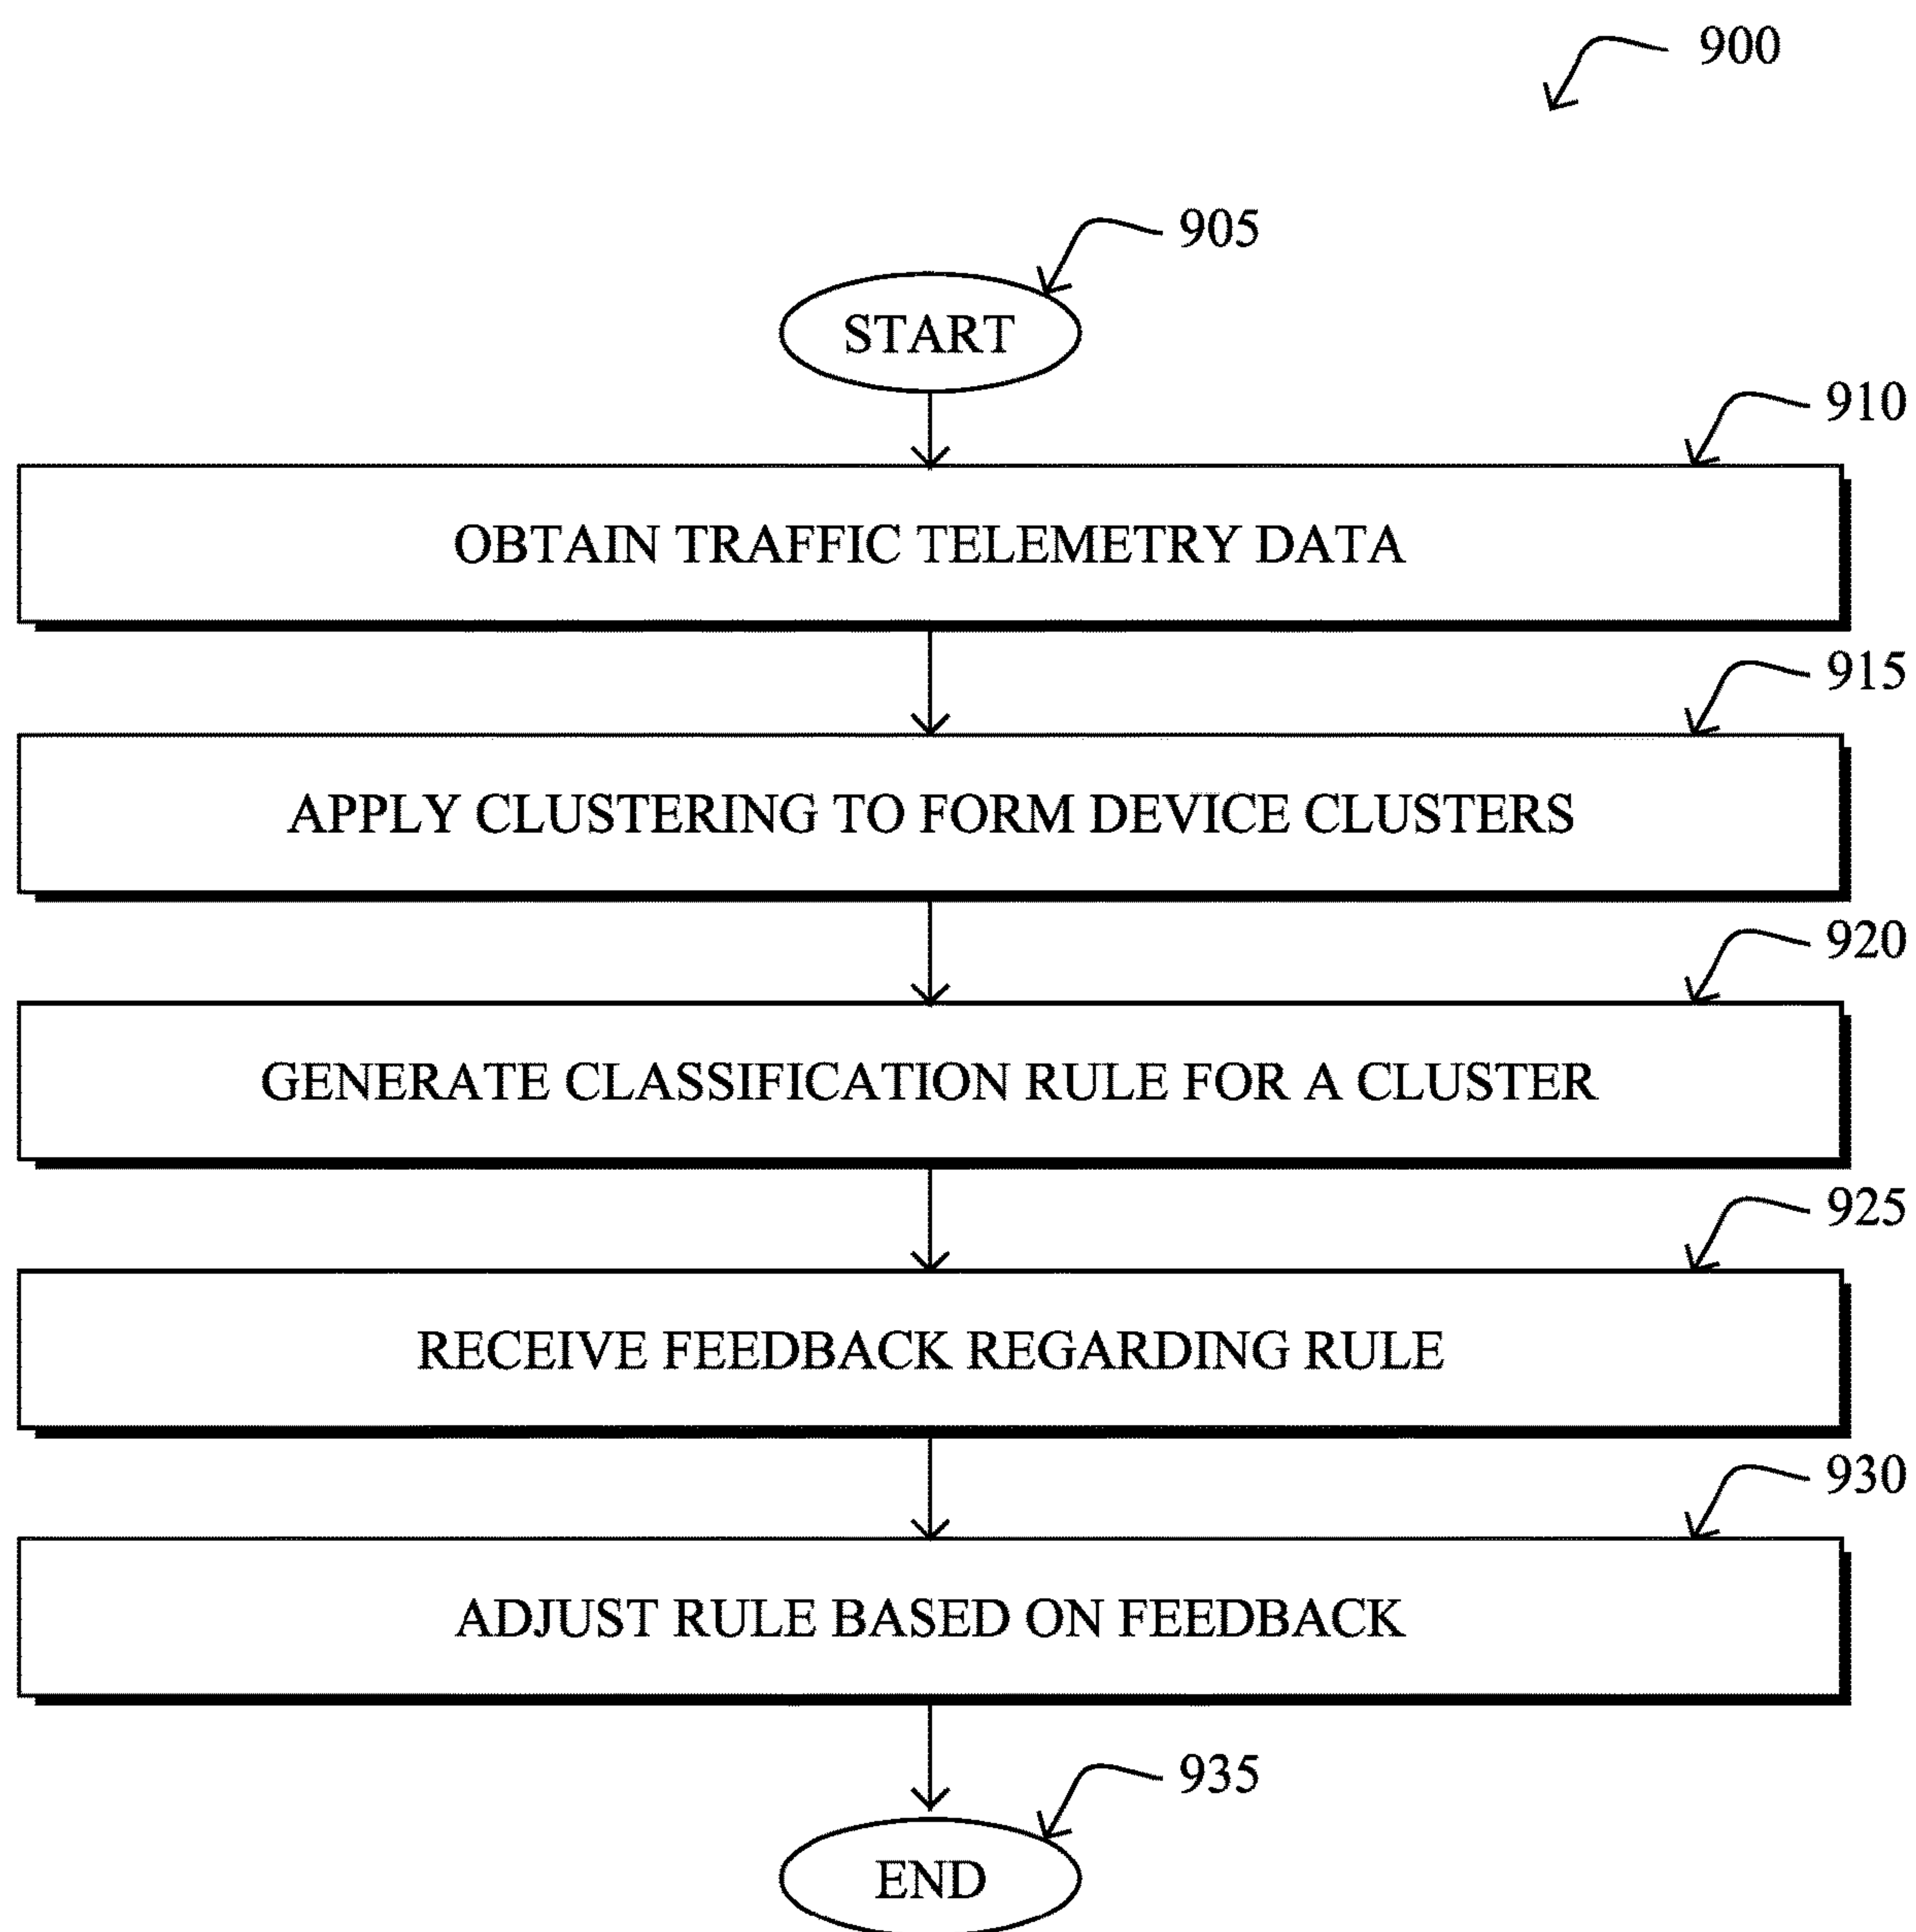 900
905
START
910
OBTAIN TRAFFIC TELEMETRY DATA
915
APPLY CLUSTERING TO FORM DEVICE CLUSTERS
920
GENERATE CLASSIFICATION RULE FOR A CLUSTER
925
RECEIVE FEEDBACK REGARDING RULE
930
ADJUST RULE BASED ON FEEDBACK
935
END